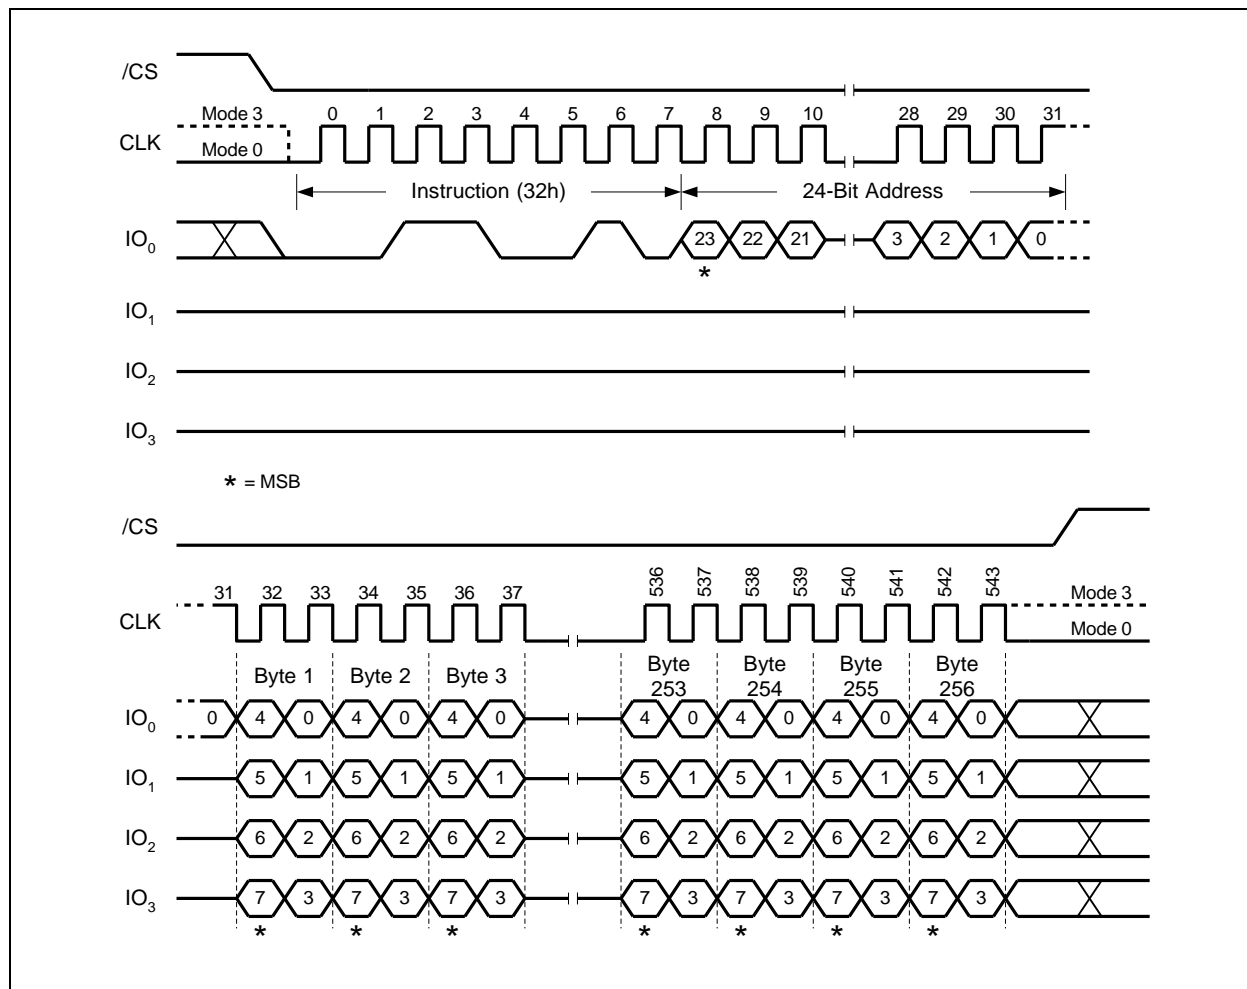 /CS
Mode 3 0 1 2 3 4 5 6 7 8 9 10 28 29 30 31
CLK
Mode 0
Instruction (32h) 24-Bit Address
IO0 23 22 21 3 2 1 0
*
IO1
IO2
IO3
* = MSB
/CS
31 32 33 34 35 36 37 536 537 538 539 540 541 542 543 Mode 3
CLK
Mode 0
Byte 1 Byte 2 Byte 3 Byte 253 Byte 254 Byte 255 Byte 256
IO0 0 4 0 4 0 4 0 4 0 4 0 4 0 4 0
IO1 5 1 5 1 5 1 5 1 5 1 5 1 5 1
IO2 6 2 6 2 6 2 6 2 6 2 6 2 6 2
IO3 7 3 7 3 7 3 7 3 7 3 7 3 7 3
* * * * * * *